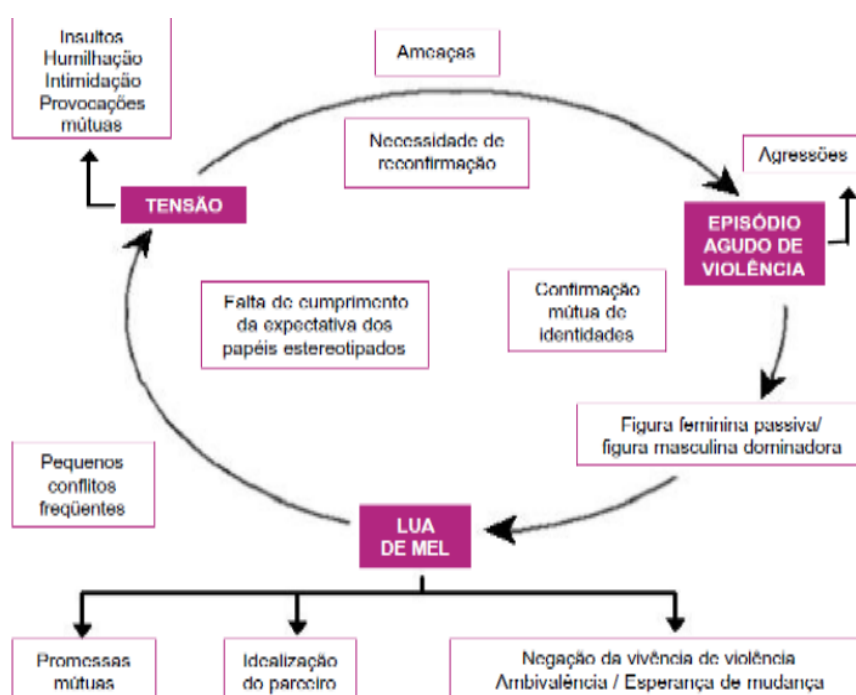 Insultos
Humilhação
Intimidação
Provocações
mútuas
Ameaças
Necessidade de
reconfirmação
Agressões
TENSÃO
EPISÓDIO
AGUDO DE
VIOLÊNCIA
Falta de cumprimento
da expectativa dos
papéis estereotipados
Confirmação
mútua de
identidades
Figura feminina passiva/
figura masculina dominadora
Pequenos
conflitos
freqüentes
LUA
DE MEL
Promessas
mútuas
Idealização
do parceiro
Negação da vivência de violência
Ambivalência / Esperança de mudança